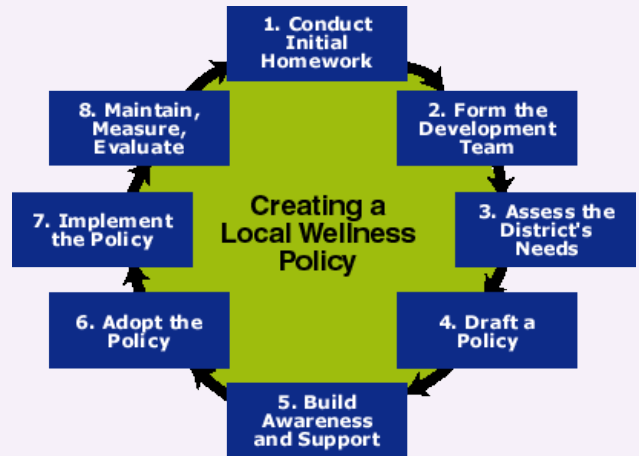 1. Conduct
Initial
Homework
2. Form the
Development
Team
3. Assess the
District's
Needs
4. Draft a
Policy
5. Build
Awareness
and Support
6. Adopt the
Policy
7. Implement
the Policy
8. Maintain,
Measure,
Evaluate
Creating a
Local Wellness
Policy